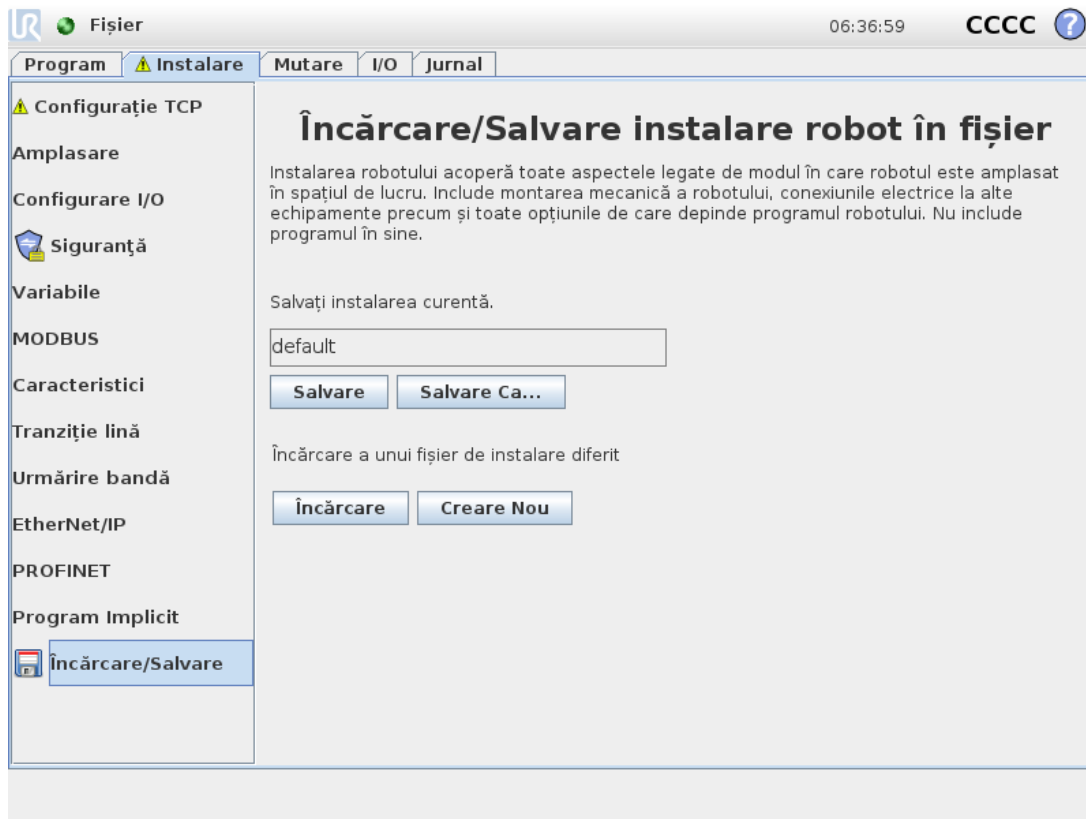 UR Fișier 06:36:59 CCCC ?
Program Instalare Mutare I/O Jurnal
Configurație TCP
Amplasare
Configurare I/O
Siguranţă
Variabile
MODBUS
Caracteristici
Tranziție lină
Urmărire bandă
EtherNet/IP
PROFINET
Program Implicit
Încărcare/Salvare
Încărcare/Salvare instalare robot în fișier
Instalarea robotului acoperă toate aspectele legate de modul în care robotul este amplasat
în spațiul de lucru. Include montarea mecanică a robotului, conexiunile electrice la alte
echipamente precum și toate opțiunile de care depinde programul robotului. Nu include
programul în sine.
Salvați instalarea curentă.
default
Salvare Salvare Ca...
Încărcare a unui fișier de instalare diferit
Încărcare Creare Nou